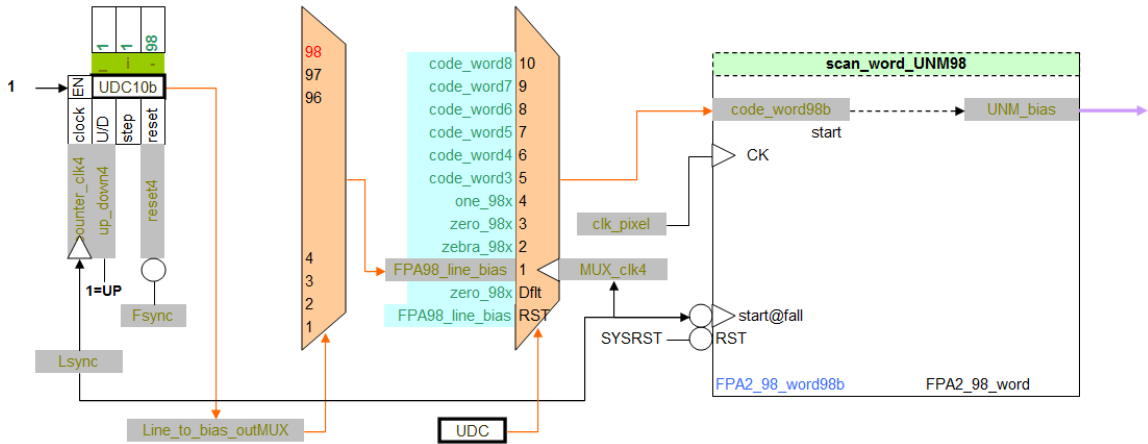 1
1
98
_
i
-
1
EN
UDC10b
clock
U/D
step
reset
ounter_clk4
up_down4
reset4
1=UP
Fsync
Lsync
Line_to_bias_outMUX
98
97
96
4
3
2
1
code_word8 10
code_word7 9
code_word6 8
code_word5 7
code_word4 6
code_word3 5
one_98x 4
zero_98x 3
zebra_98x 2
FPA98_line_bias 1
zero_98x Dflt
FPA98_line_bias RST
MUX_clk4
UDC
clk_pixel
SYSRST
scan_word_UNM98
code_word98b
UNM_bias
start
CK
start@fall
RST
FPA2_98_word98b
FPA2_98_word